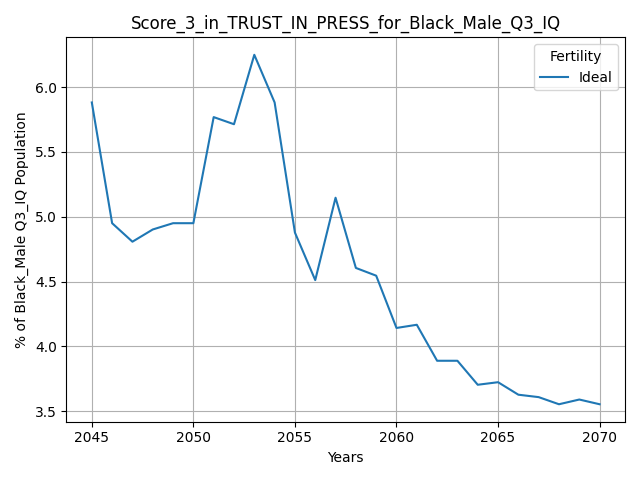 Score_3_in_TRUST_IN_PRESS_for_Black_Male_Q3_IQ
Fertility
Ideal
% of Black_Male Q3_IQ Population
6.0
5.5
5.0
4.5
4.0
3.5
2045 2050 2055 2060 2065 2070
Years